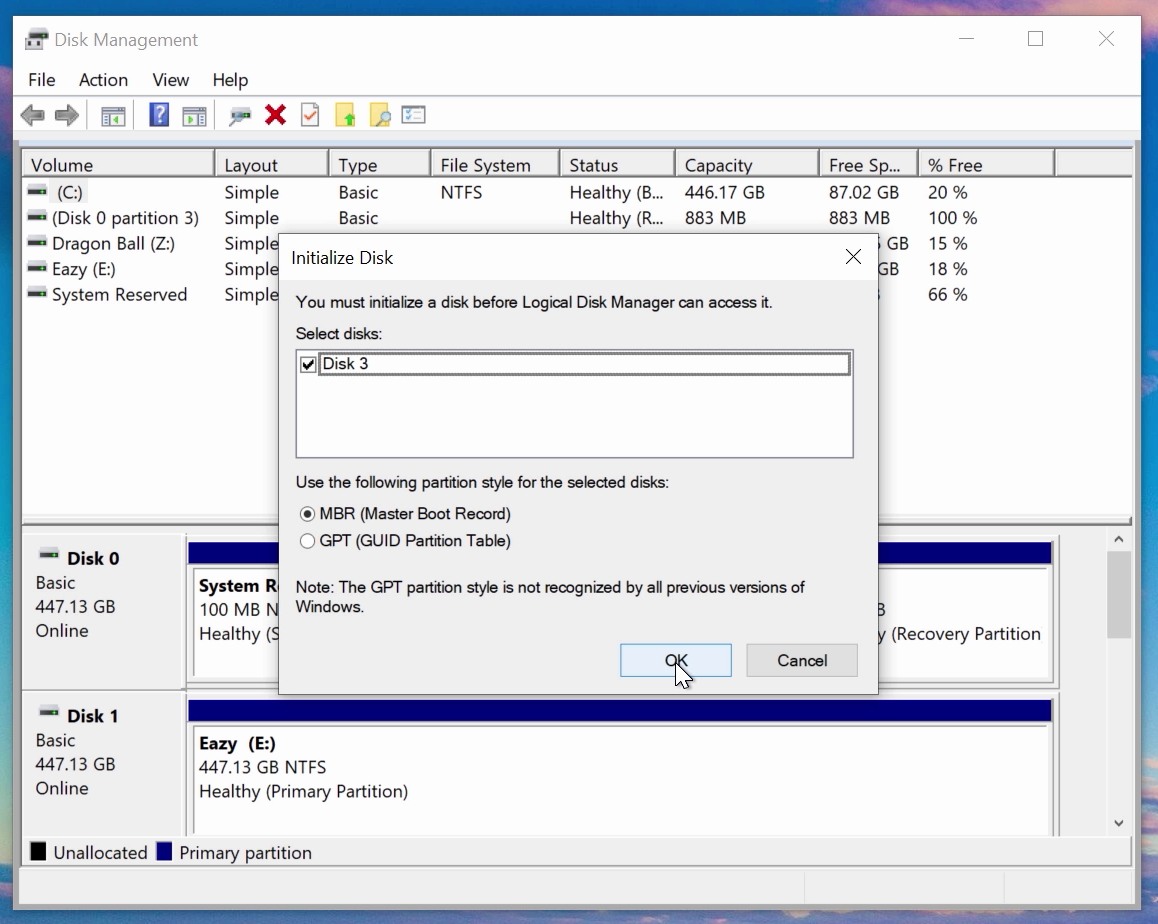 Disk Management
File Action View Help
Volume Layout Type File System Status Capacity Free Sp... % Free
(C:) Simple Basic NTFS Healthy (B... 446.17 GB 87.02 GB 20 %
(Disk 0 partition 3) Simple Basic Healthy (R... 883 MB 883 MB 100 %
Dragon Ball (Z:) Simple GB 15 %
Eazy (E:) Simple GB 18 %
System Reserved Simple 66 %
Initialize Disk
You must initialize a disk before Logical Disk Manager can access it.
Select disks:
Disk 3
Use the following partition style for the selected disks:
MBR (Master Boot Record)
GPT (GUID Partition Table)
Note: The GPT partition style is not recognized by all previous versions of
Windows.
OK Cancel
Disk 0
Basic
447.13 GB
Online
System R
100 MB N
Healthy (S
B
y (Recovery Partition
Disk 1
Basic
447.13 GB
Online
Eazy (E:)
447.13 GB NTFS
Healthy (Primary Partition)
Unallocated Primary partition